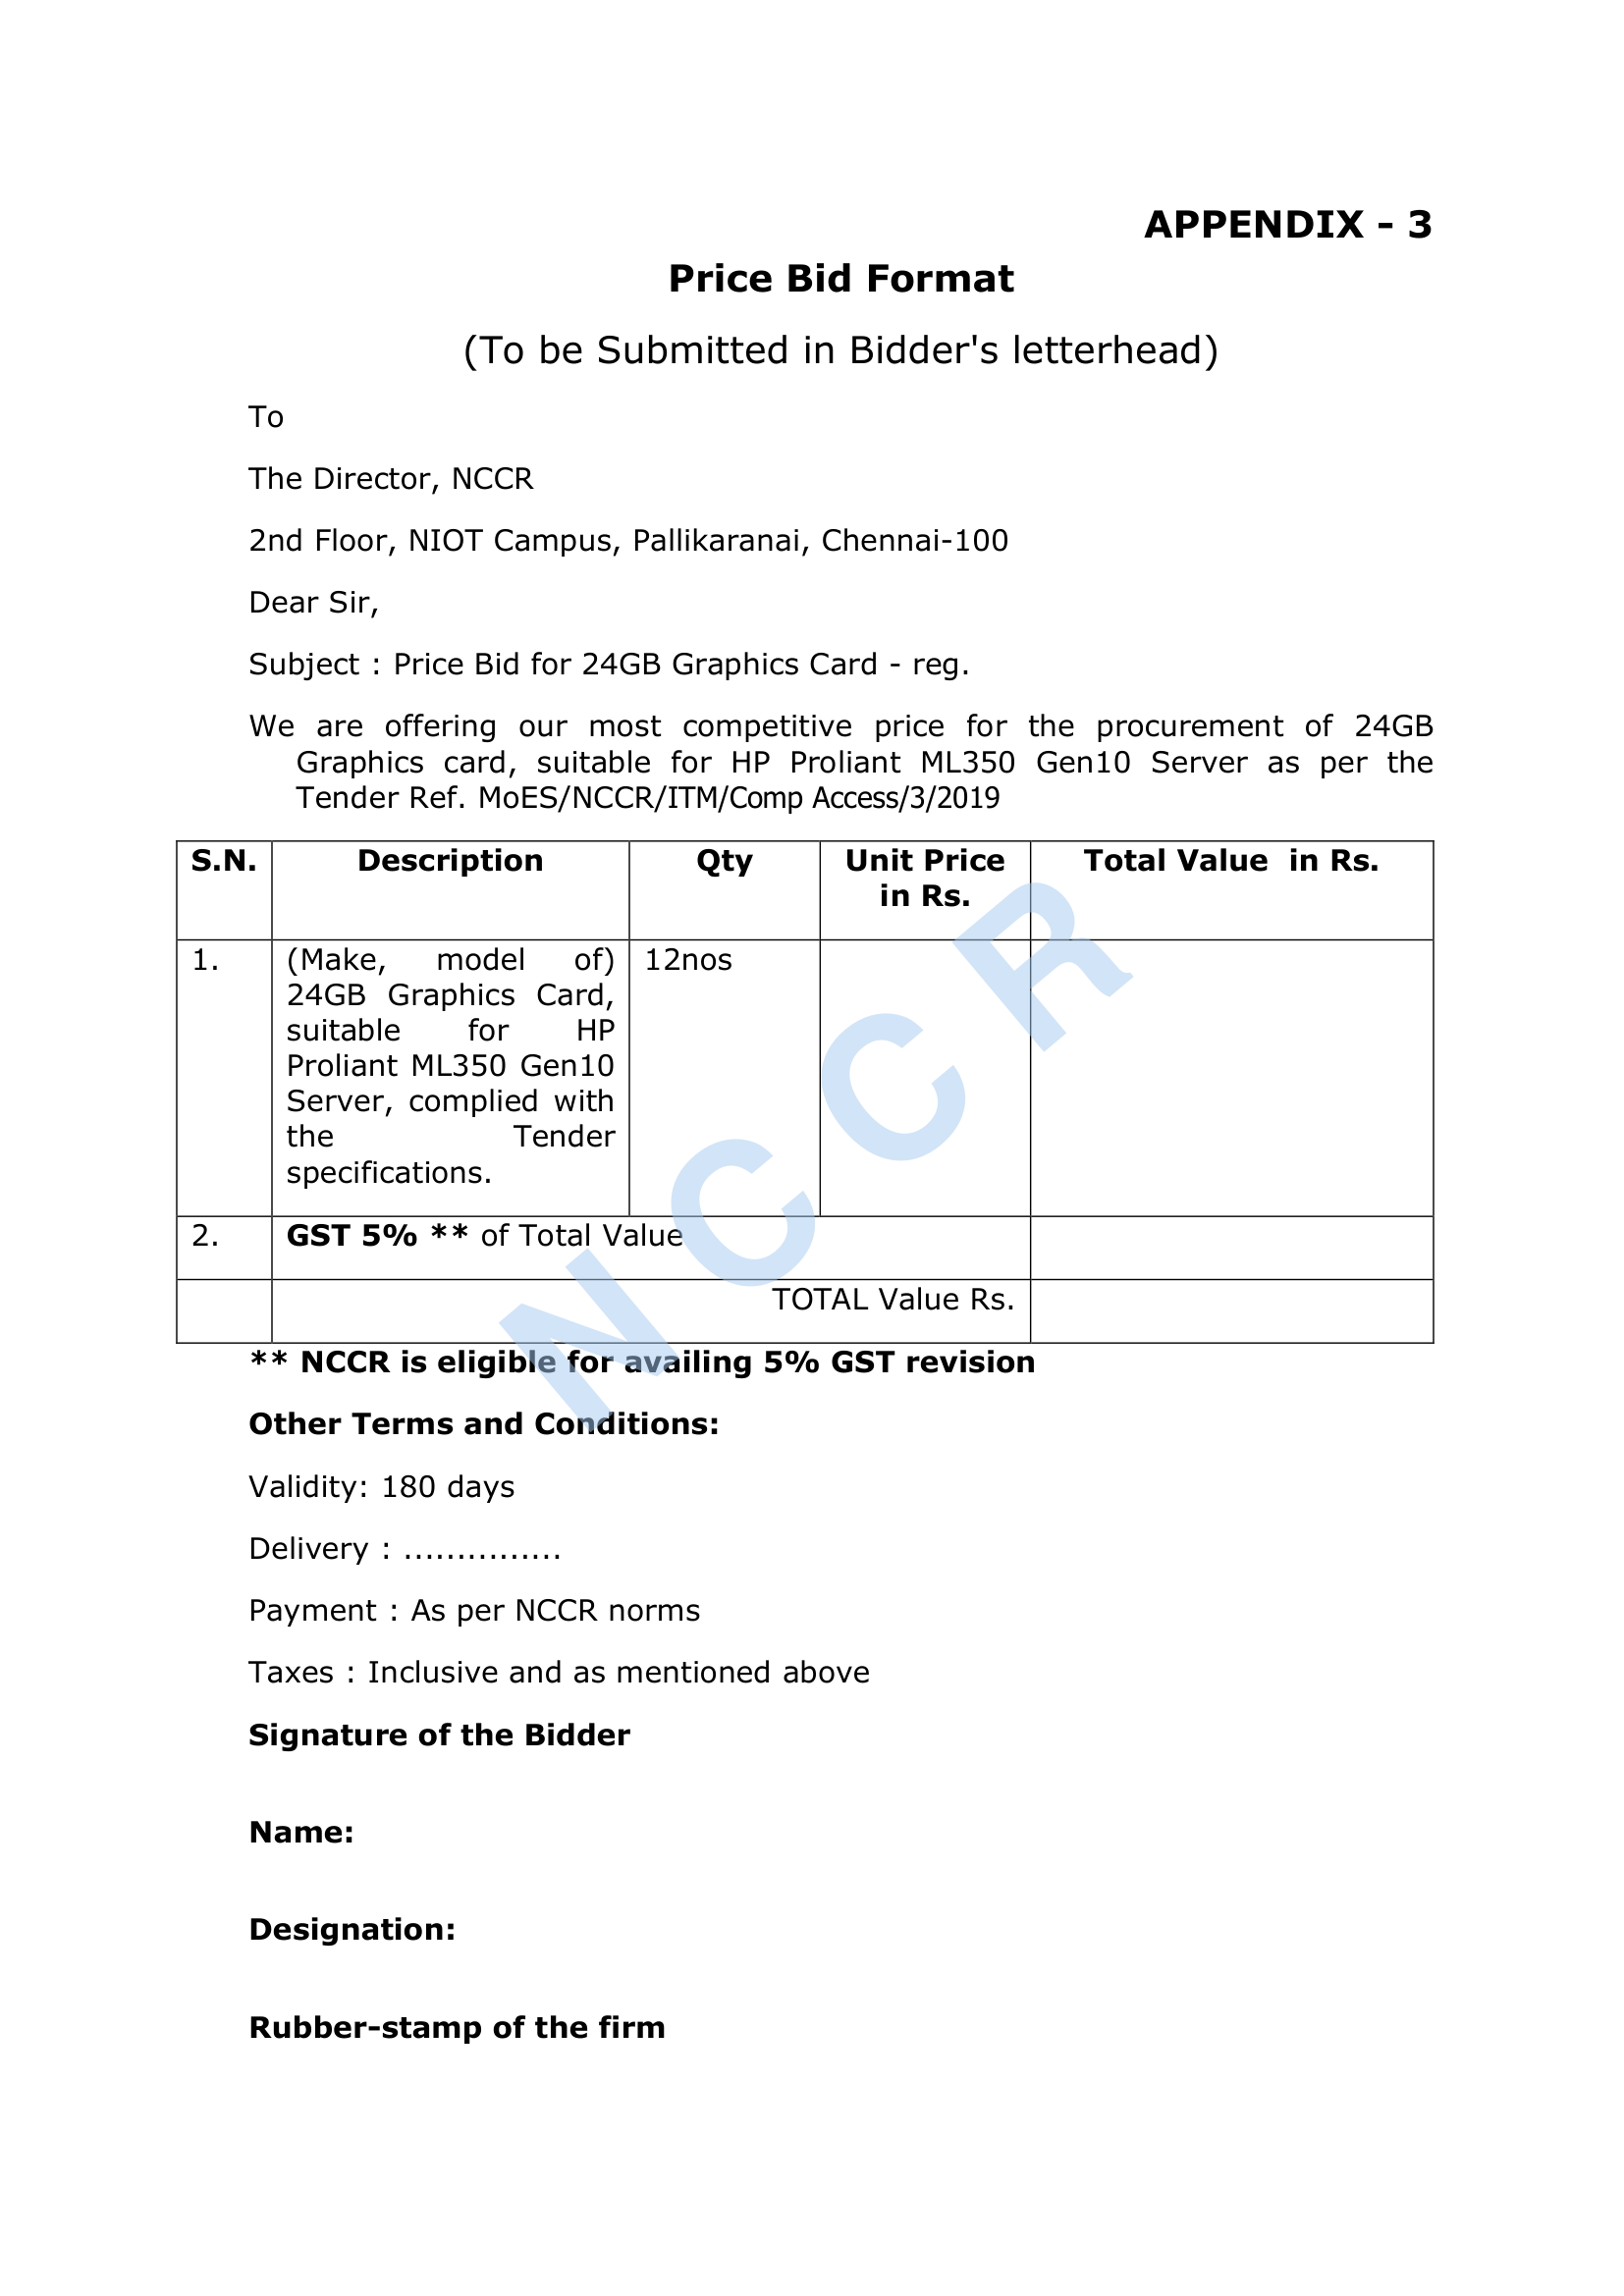 APPENDIX - 3
Price Bid Format
(To be Submitted in Bidder's letterhead)
To
The Director, NCCR
2nd Floor, NIOT Campus, Pallikaranai, Chennai-100
Dear Sir,
Subject : Price Bid for 24GB Graphics Card - reg.
We are offering our most competitive price for the procurement of 24GB
Graphics card, suitable for HP Proliant ML350 Gen10 Server as per the
Tender Ref. MoES/NCCR/ITM/Comp Access/3/2019
S.N. Description Qty Unit Price Total Value in Rs.
in Rs.
1. (Make, model of) 12nos
24GB Graphics Card,
suitable for HP
Proliant ML350 Gen10
Server, complied with
the Tender
specifications.
2. GST 5% ** of Total Value
TOTAL Value Rs.
** NCCR is eligible for availing 5% GST revision
Other Terms and Conditions:
Validity: 180 days
Delivery : ...............
Payment : As per NCCR norms
Taxes : Inclusive and as mentioned above
Signature of the Bidder
Name:
Designation:
Rubber-stamp of the firm
NCCR